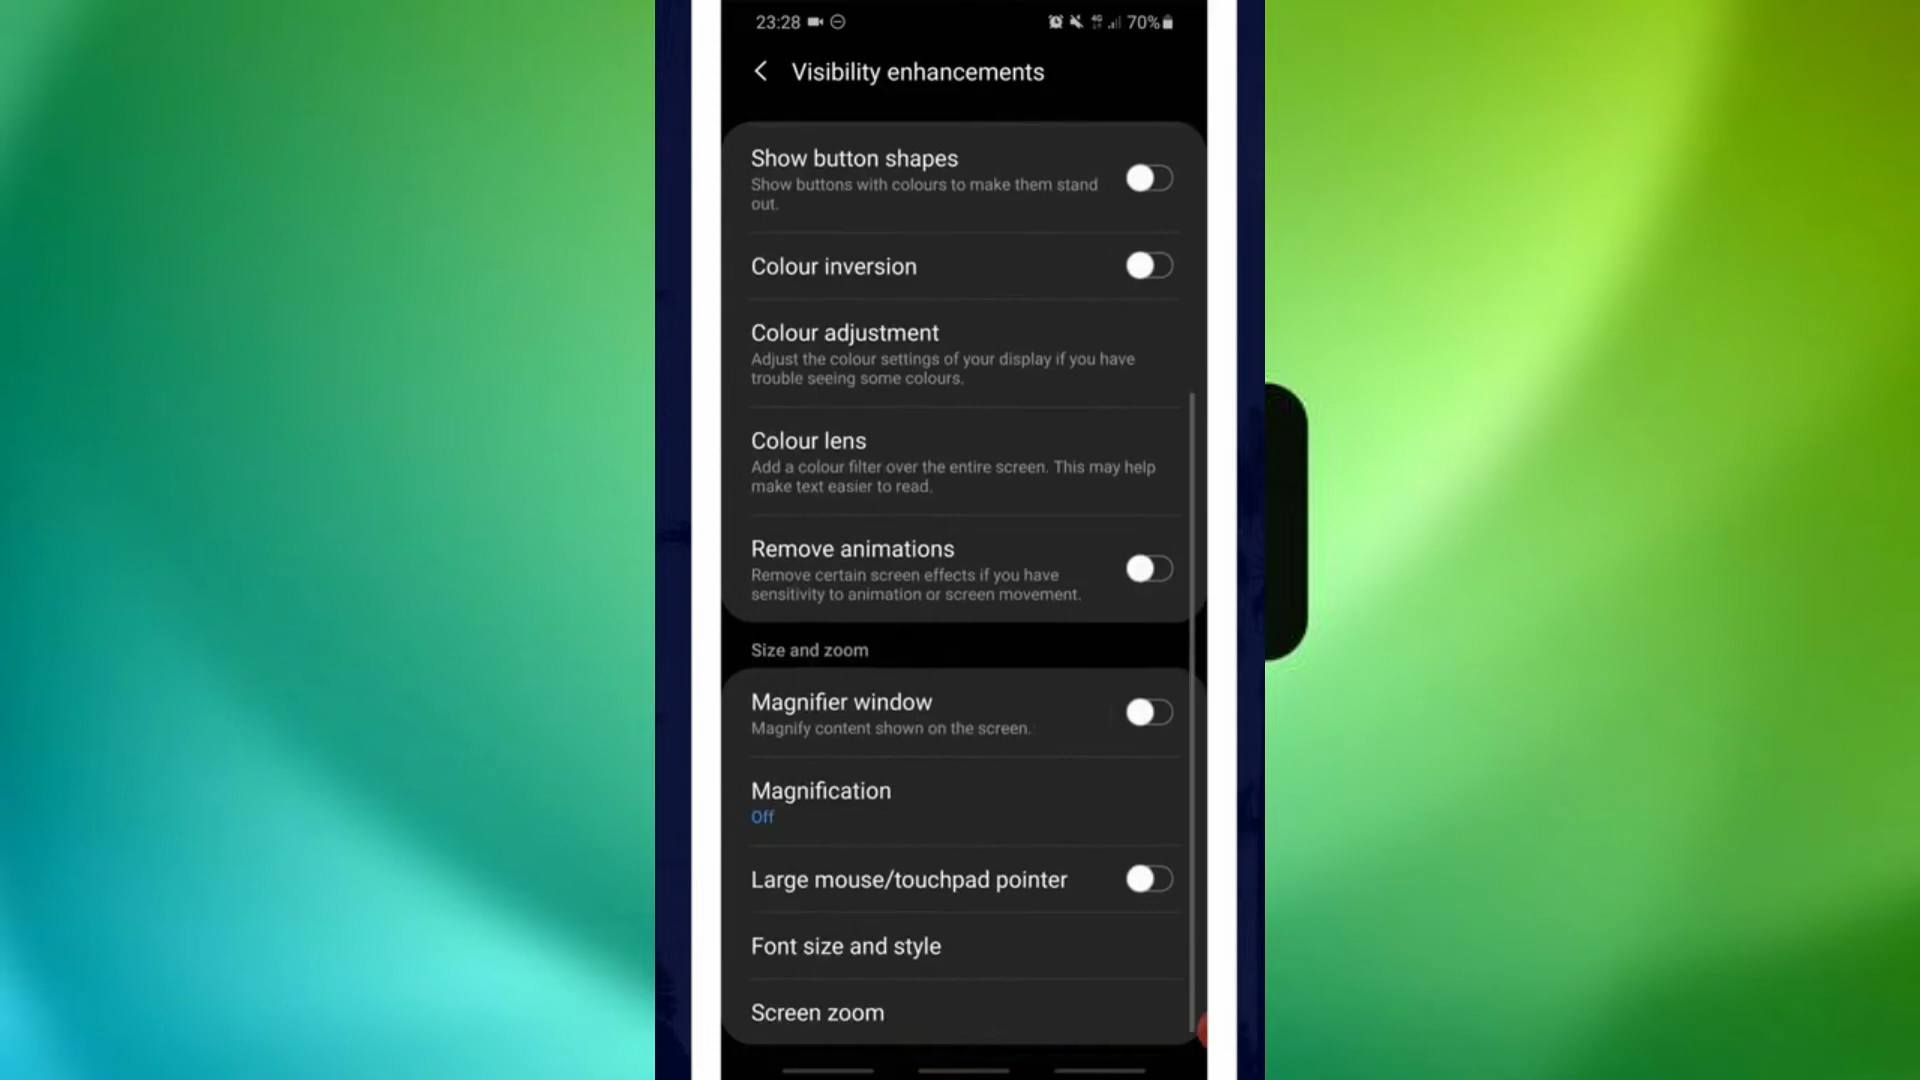 23:28 70%
Visibility enhancements
Show button shapes
Show buttons with colours to make them stand
out.
Colour inversion
Colour adjustment
Adjust the colour settings of your display if you have
trouble seeing some colours.
Colour lens
Add a colour filter over the entire screen. This may help
make text easier to read.
Remove animations
Remove certain screen effects if you have
sensitivity to animation or screen movement.
Size and zoom
Magnifier window
Magnify content shown on the screen.
Magnification
Off
Large mouse/touchpad pointer
Font size and style
Screen zoom